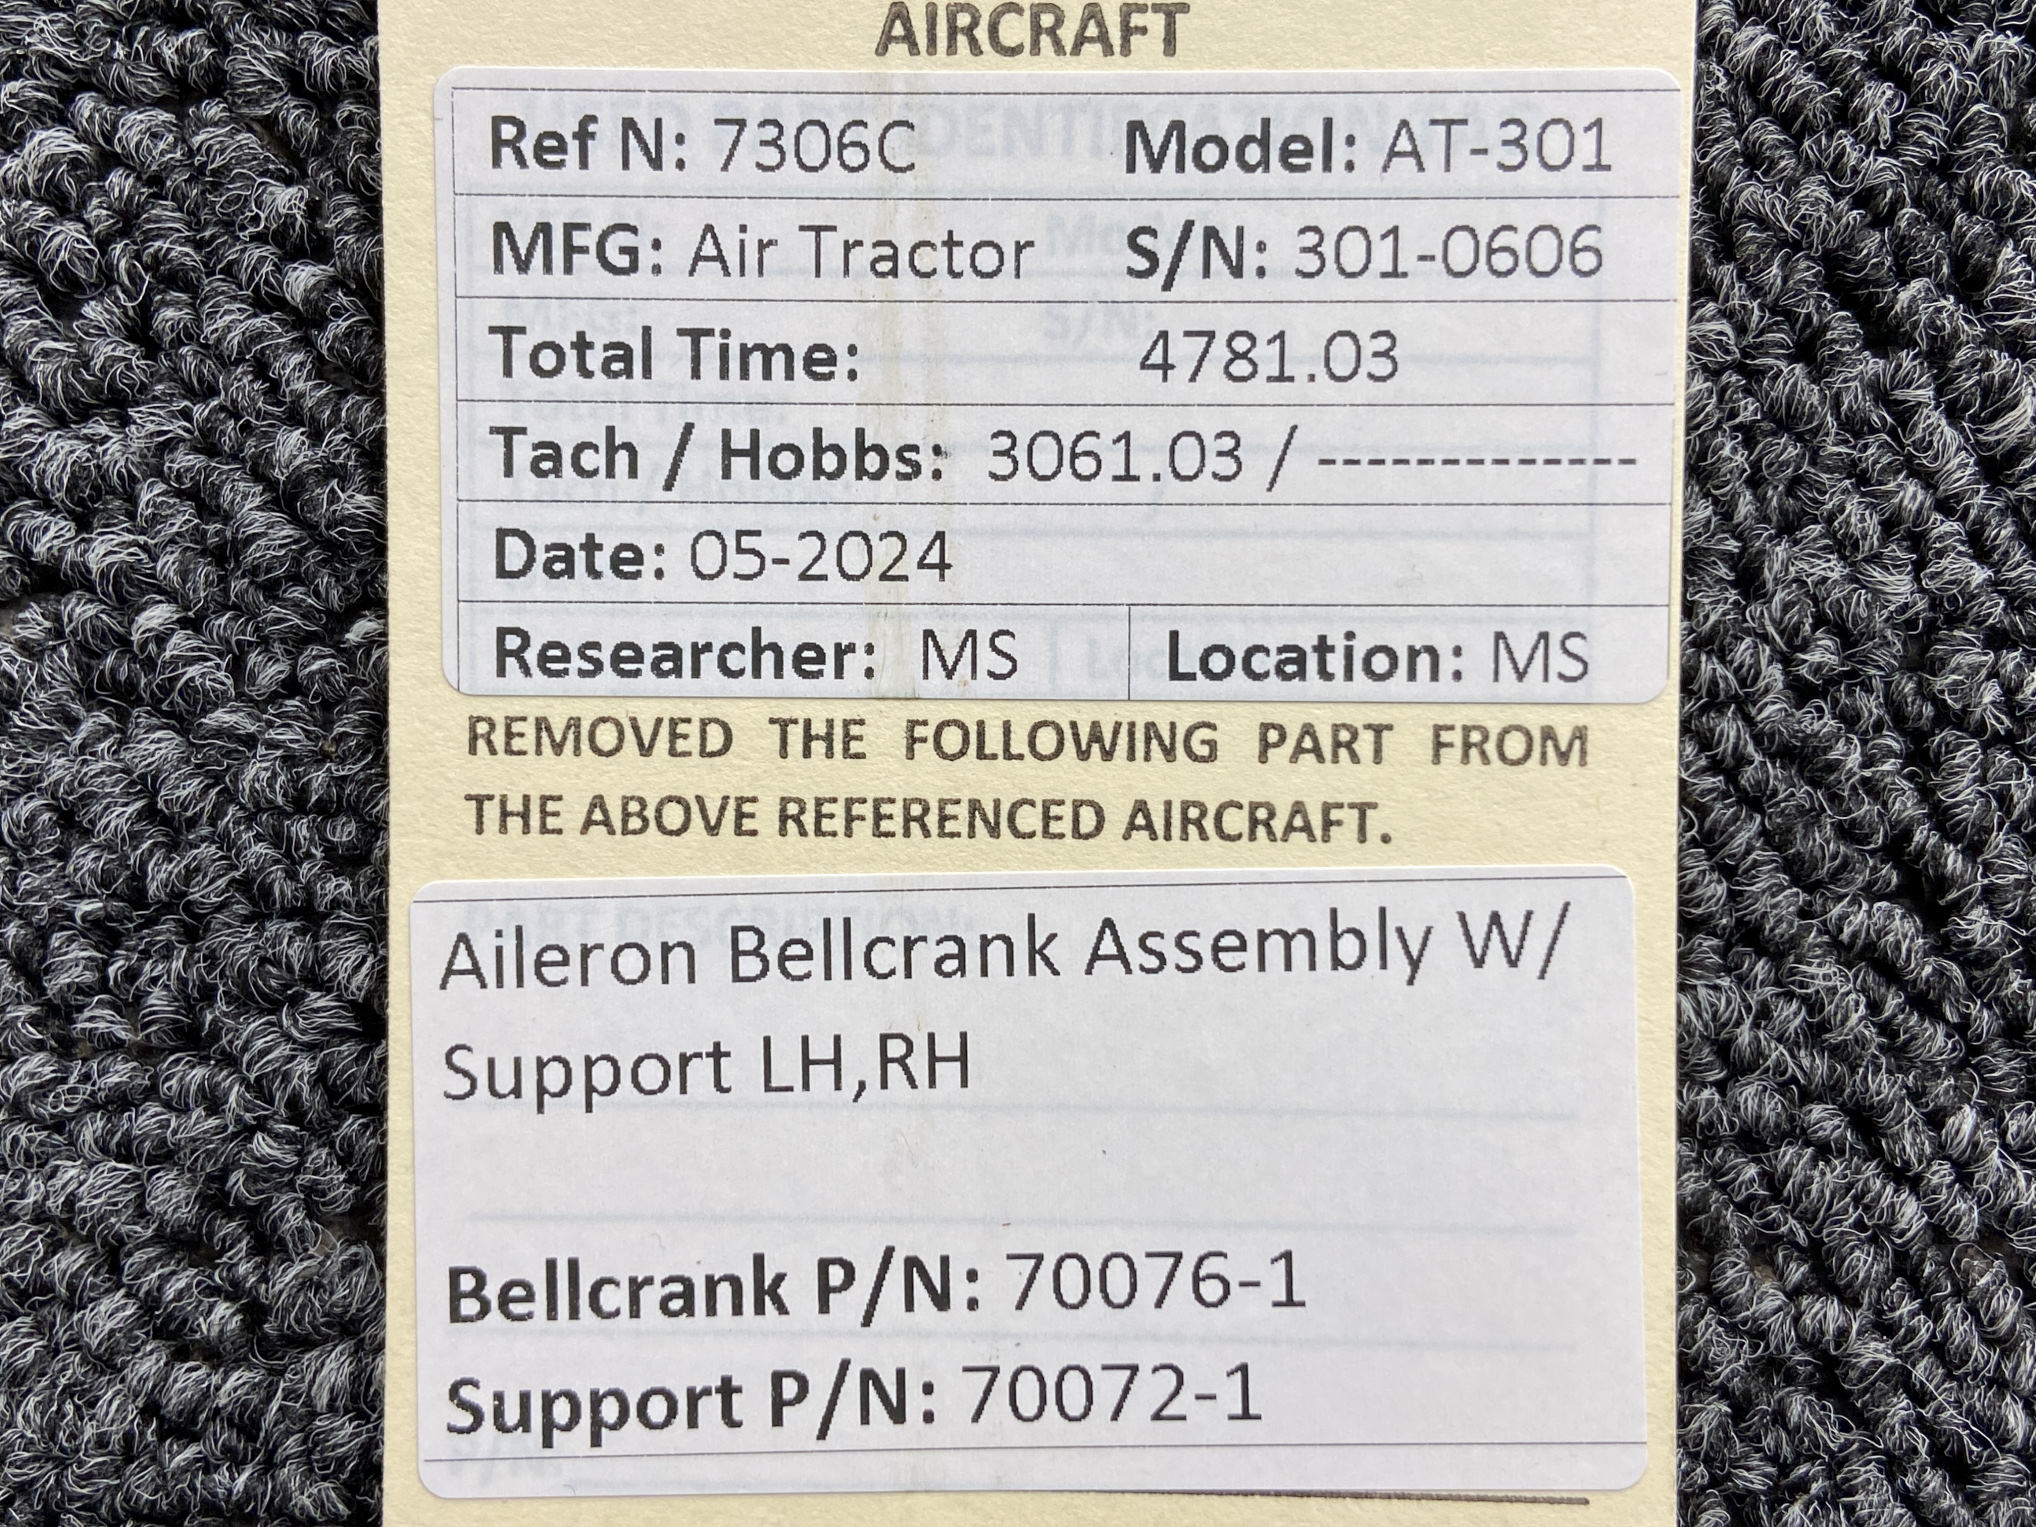 AIRCRAFT
Ref N: 7306C Model: AT-301
MFG: Air Tractor S/N: 301-0606
Total Time: 4781.03
Tach / Hobbs: 3061.03 / -------------
Date: 05-2024
Researcher: MS Location: MS
REMOVED THE FOLLOWING PART FROM
THE ABOVE REFERENCED AIRCRAFT.
Aileron Bellcrank Assembly W/
Support LH,RH
Bellcrank P/N: 70076-1
Support P/N: 70072-1